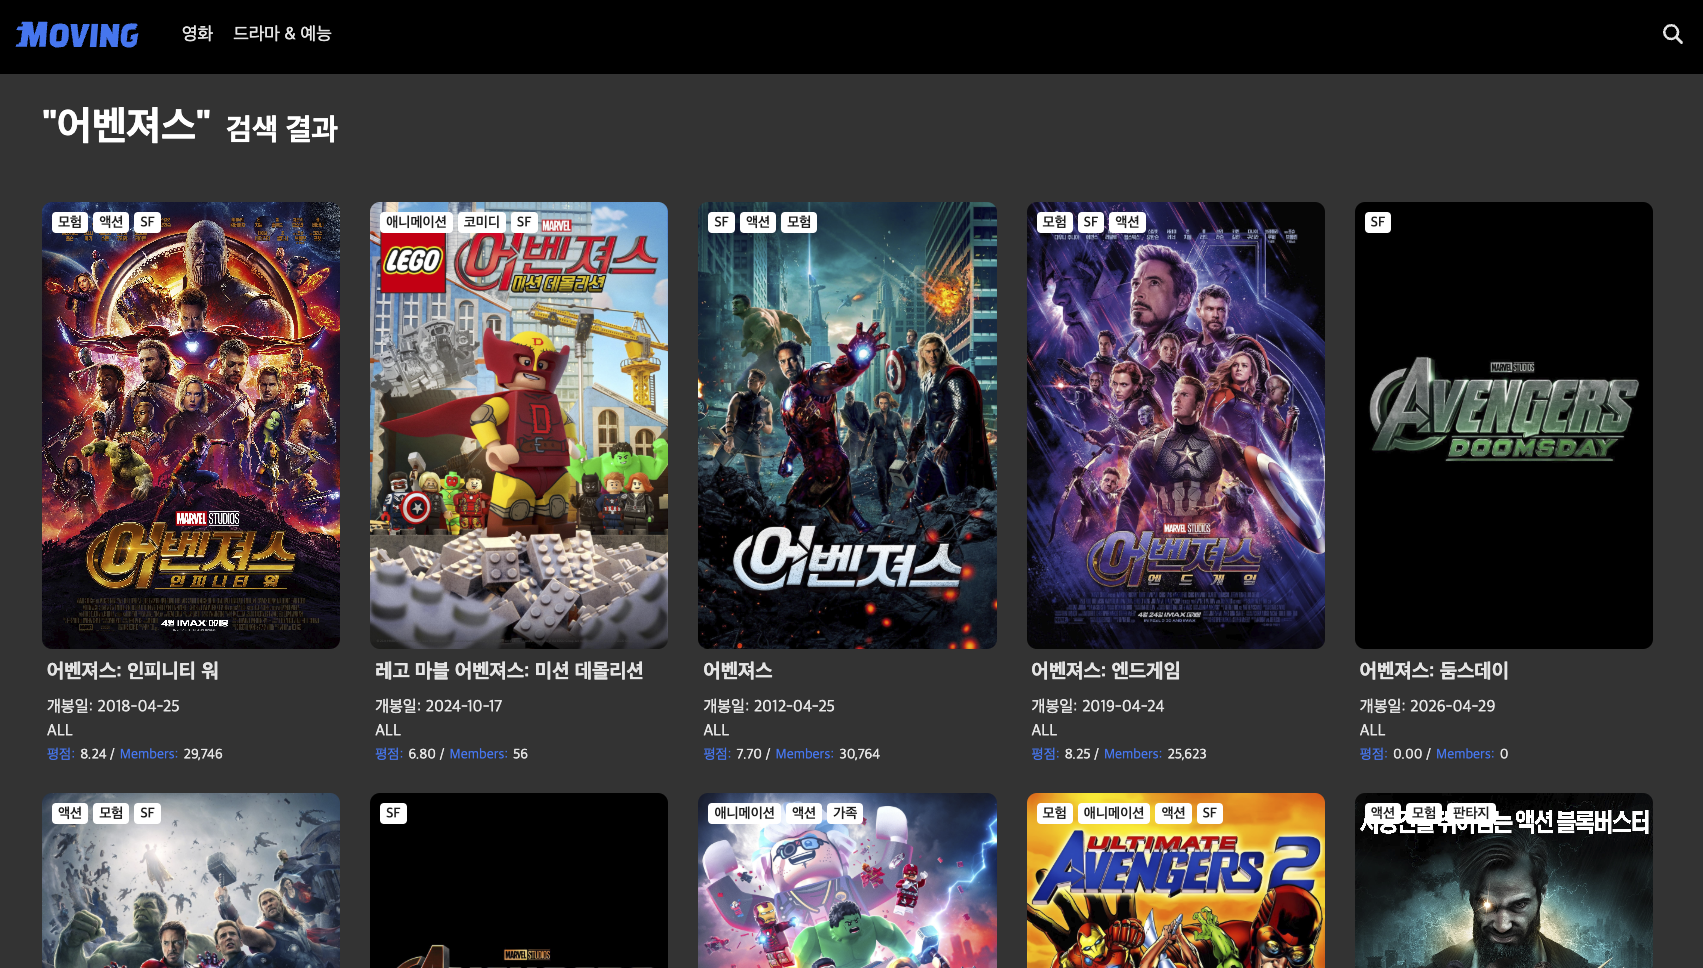 MOVING 영화 드라마 & 예능
"어벤져스" 검색 결과
모험 액션 SF
MARVEL STUDIOS
어벤져스
인피니티 워
4월 IMAX 대개봉
어벤져스: 인피니티 워
개봉일: 2018-04-25
ALL
평점: 8.24 / Members: 29,746
애니메이션 코미디 SF
MARVEL
LEGO 어벤져스
미션 데몰리션
D
레고 마블 어벤져스: 미션 데몰리션
개봉일: 2024-10-17
ALL
평점: 6.80 / Members: 56
SF 액션 모험
어벤져스
어벤져스
개봉일: 2012-04-25
ALL
평점: 7.70 / Members: 30,764
모험 SF 액션
MARVEL STUDIOS
어벤져스
엔드게임
4월 24일 IMAX 대개봉
어벤져스: 엔드게임
개봉일: 2019-04-24
ALL
평점: 8.25 / Members: 25,623
SF
MARVEL STUDIOS
AVENGERS
DOOMSDAY
어벤져스: 둠스데이
개봉일: 2026-04-29
ALL
평점: 0.00 / Members: 0
액션 모험 SF
SF
MARVEL STUDIOS
애니메이션 액션 가족
모험 애니메이션 액션 SF
ULTIMATE
AVENGERS 2
액션 모험 판타지
액션 블록버스터